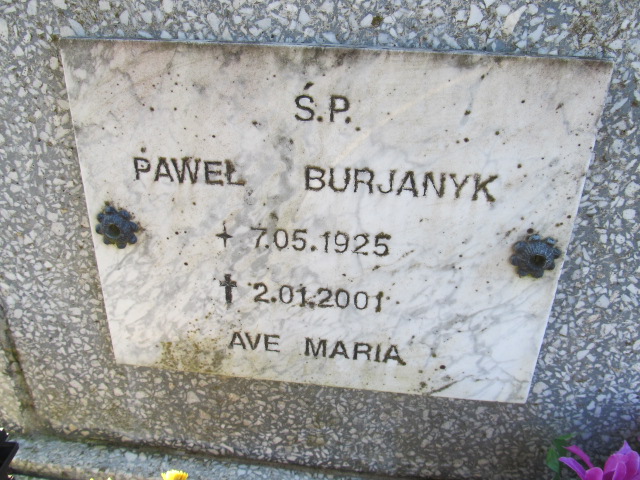 Ś.P.
PAWEŁ BURJANYK
+ 7.05.1925
✝ 2.01.2001
AVE MARIA